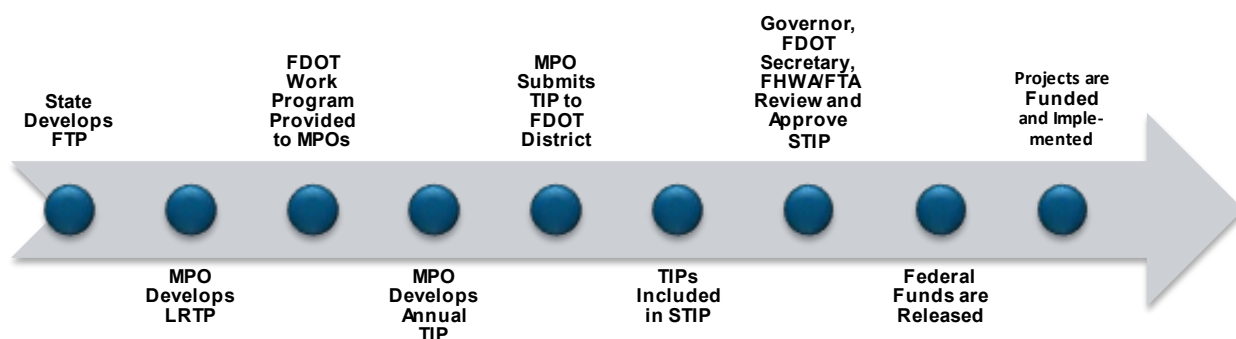 State
Develops
FTP
MPO
Develops
LRTP
FDOT
Work
Program
Provided
to MPOs
MPO
Develops
Annual
TIP
MPO
Submits
TIP to
FDOT
District
TIPs
Included
in STIP
Governor,
FDOT
Secretary,
FHWA/FTA
Review and
Approve
STIP
Federal
Funds are
Released
Projects are
Funded
and Imple-
mented